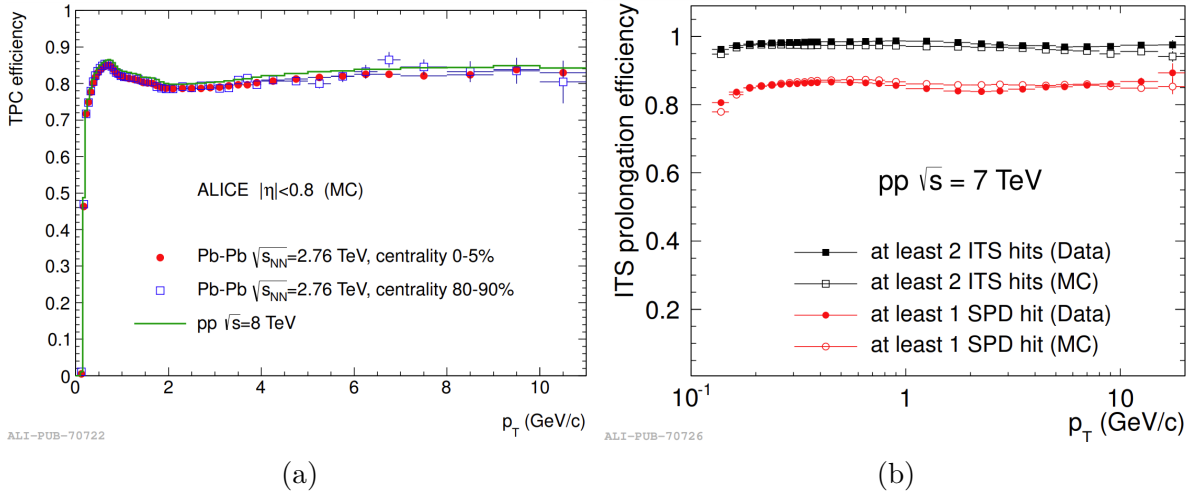 (a)
TPC efficiency
1
0.9
0.8
0.7
0.6
0.5
0.4
0.3
0.2
0.1
0
ALICE |η|<0.8 (MC)
Pb-Pb √sNN=2.76 TeV, centrality 0-5%
Pb-Pb √sNN=2.76 TeV, centrality 80-90%
pp √s=8 TeV
0 2 4 6 8 10
pT (GeV/c)
ALI-PUB-70722
(a)
(b)
ITS prolongation efficiency
1
0.8
0.6
0.4
0.2
pp √s = 7 TeV
at least 2 ITS hits (Data)
at least 2 ITS hits (MC)
at least 1 SPD hit (Data)
at least 1 SPD hit (MC)
10-1 1 10
pT (GeV/c)
ALI-PUB-70726
(b)